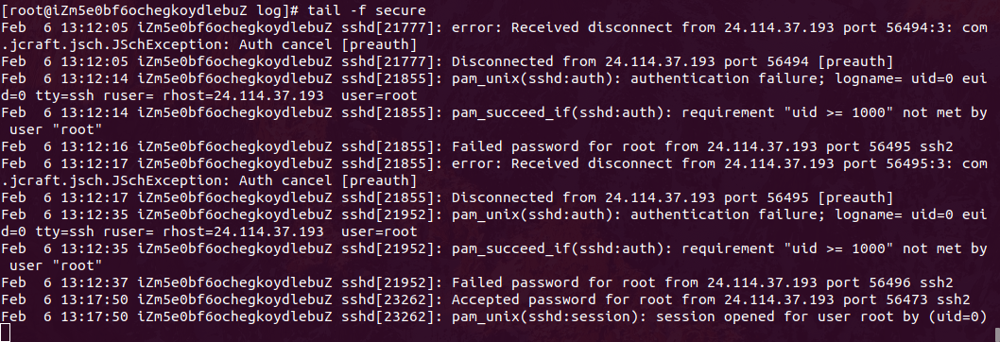 [root@iZm5e0bf6ochegkoydlebuZ log]# tail -f secure
Feb  6 13:12:05 iZm5e0bf6ochegkoydlebuZ sshd[21777]: error: Received disconnect from 24.114.37.193 port 56494:3: com
.jcraft.jsch.JSchException: Auth cancel [preauth]
Feb  6 13:12:05 iZm5e0bf6ochegkoydlebuZ sshd[21777]: Disconnected from 24.114.37.193 port 56494 [preauth]
Feb  6 13:12:14 iZm5e0bf6ochegkoydlebuZ sshd[21855]: pam_unix(sshd:auth): authentication failure; logname= uid=0 eui
d=0 tty=ssh ruser= rhost=24.114.37.193  user=root
Feb  6 13:12:14 iZm5e0bf6ochegkoydlebuZ sshd[21855]: pam_succeed_if(sshd:auth): requirement "uid >= 1000" not met by
 user "root"
Feb  6 13:12:16 iZm5e0bf6ochegkoydlebuZ sshd[21855]: Failed password for root from 24.114.37.193 port 56495 ssh2
Feb  6 13:12:17 iZm5e0bf6ochegkoydlebuZ sshd[21855]: error: Received disconnect from 24.114.37.193 port 56495:3: com
.jcraft.jsch.JSchException: Auth cancel [preauth]
Feb  6 13:12:17 iZm5e0bf6ochegkoydlebuZ sshd[21855]: Disconnected from 24.114.37.193 port 56495 [preauth]
Feb  6 13:12:35 iZm5e0bf6ochegkoydlebuZ sshd[21952]: pam_unix(sshd:auth): authentication failure; logname= uid=0 eui
d=0 tty=ssh ruser= rhost=24.114.37.193  user=root
Feb  6 13:12:35 iZm5e0bf6ochegkoydlebuZ sshd[21952]: pam_succeed_if(sshd:auth): requirement "uid >= 1000" not met by
 user "root"
Feb  6 13:12:37 iZm5e0bf6ochegkoydlebuZ sshd[21952]: Failed password for root from 24.114.37.193 port 56496 ssh2
Feb  6 13:17:50 iZm5e0bf6ochegkoydlebuZ sshd[23262]: Accepted password for root from 24.114.37.193 port 56473 ssh2
Feb  6 13:17:50 iZm5e0bf6ochegkoydlebuZ sshd[23262]: pam_unix(sshd:session): session opened for user root by (uid=0)